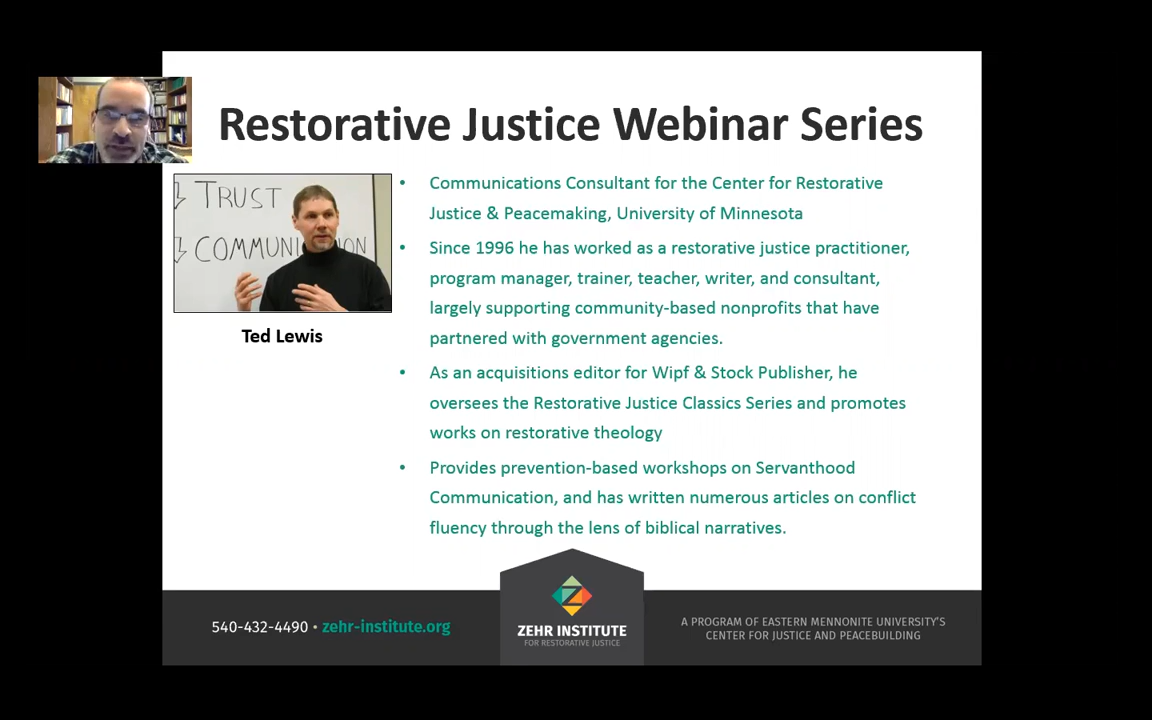 Restorative Justice Webinar Series
TRUST
Ted Lewis
• Communications Consultant for the Center for Restorative
Justice & Peacemaking, University of Minnesota
• Since 1996 he has worked as a restorative justice practitioner,
program manager, trainer, teacher, writer, and consultant,
largely supporting community-based nonprofits that have
partnered with government agencies.
• As an acquisitions editor for Wipf & Stock Publisher, he
oversees the Restorative Justice Classics Series and promotes
works on restorative theology
• Provides prevention-based workshops on Servanthood
Communication, and has written numerous articles on conflict
fluency through the lens of biblical narratives.
540-432-4490 • zehr-institute.org
ZEHR INSTITUTE
FOR RESTORATIVE JUSTICE
A PROGRAM OF EASTERN MENNONITE UNIVERSITY'S
CENTER FOR JUSTICE AND PEACEBUILDING